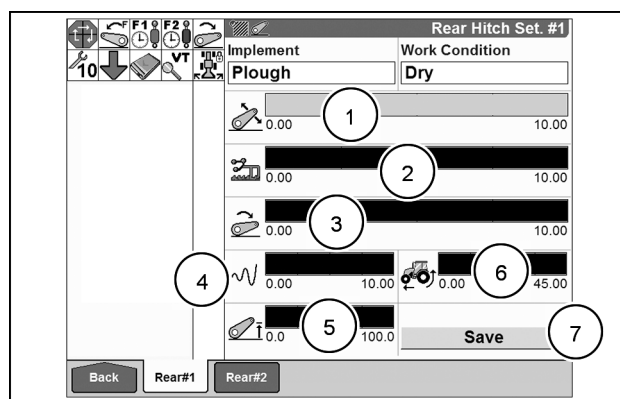 F F1 F2
10 VT
Rear Hitch Set. #1
Implement Work Condition
Plough Dry
1
0.00 10.00
2
0.00 10.00
3
0.00 10.00
4 0.00 10.00 6 0.00 45.00
5 0.0 100.0 Save 7
Back Rear#1 Rear#2